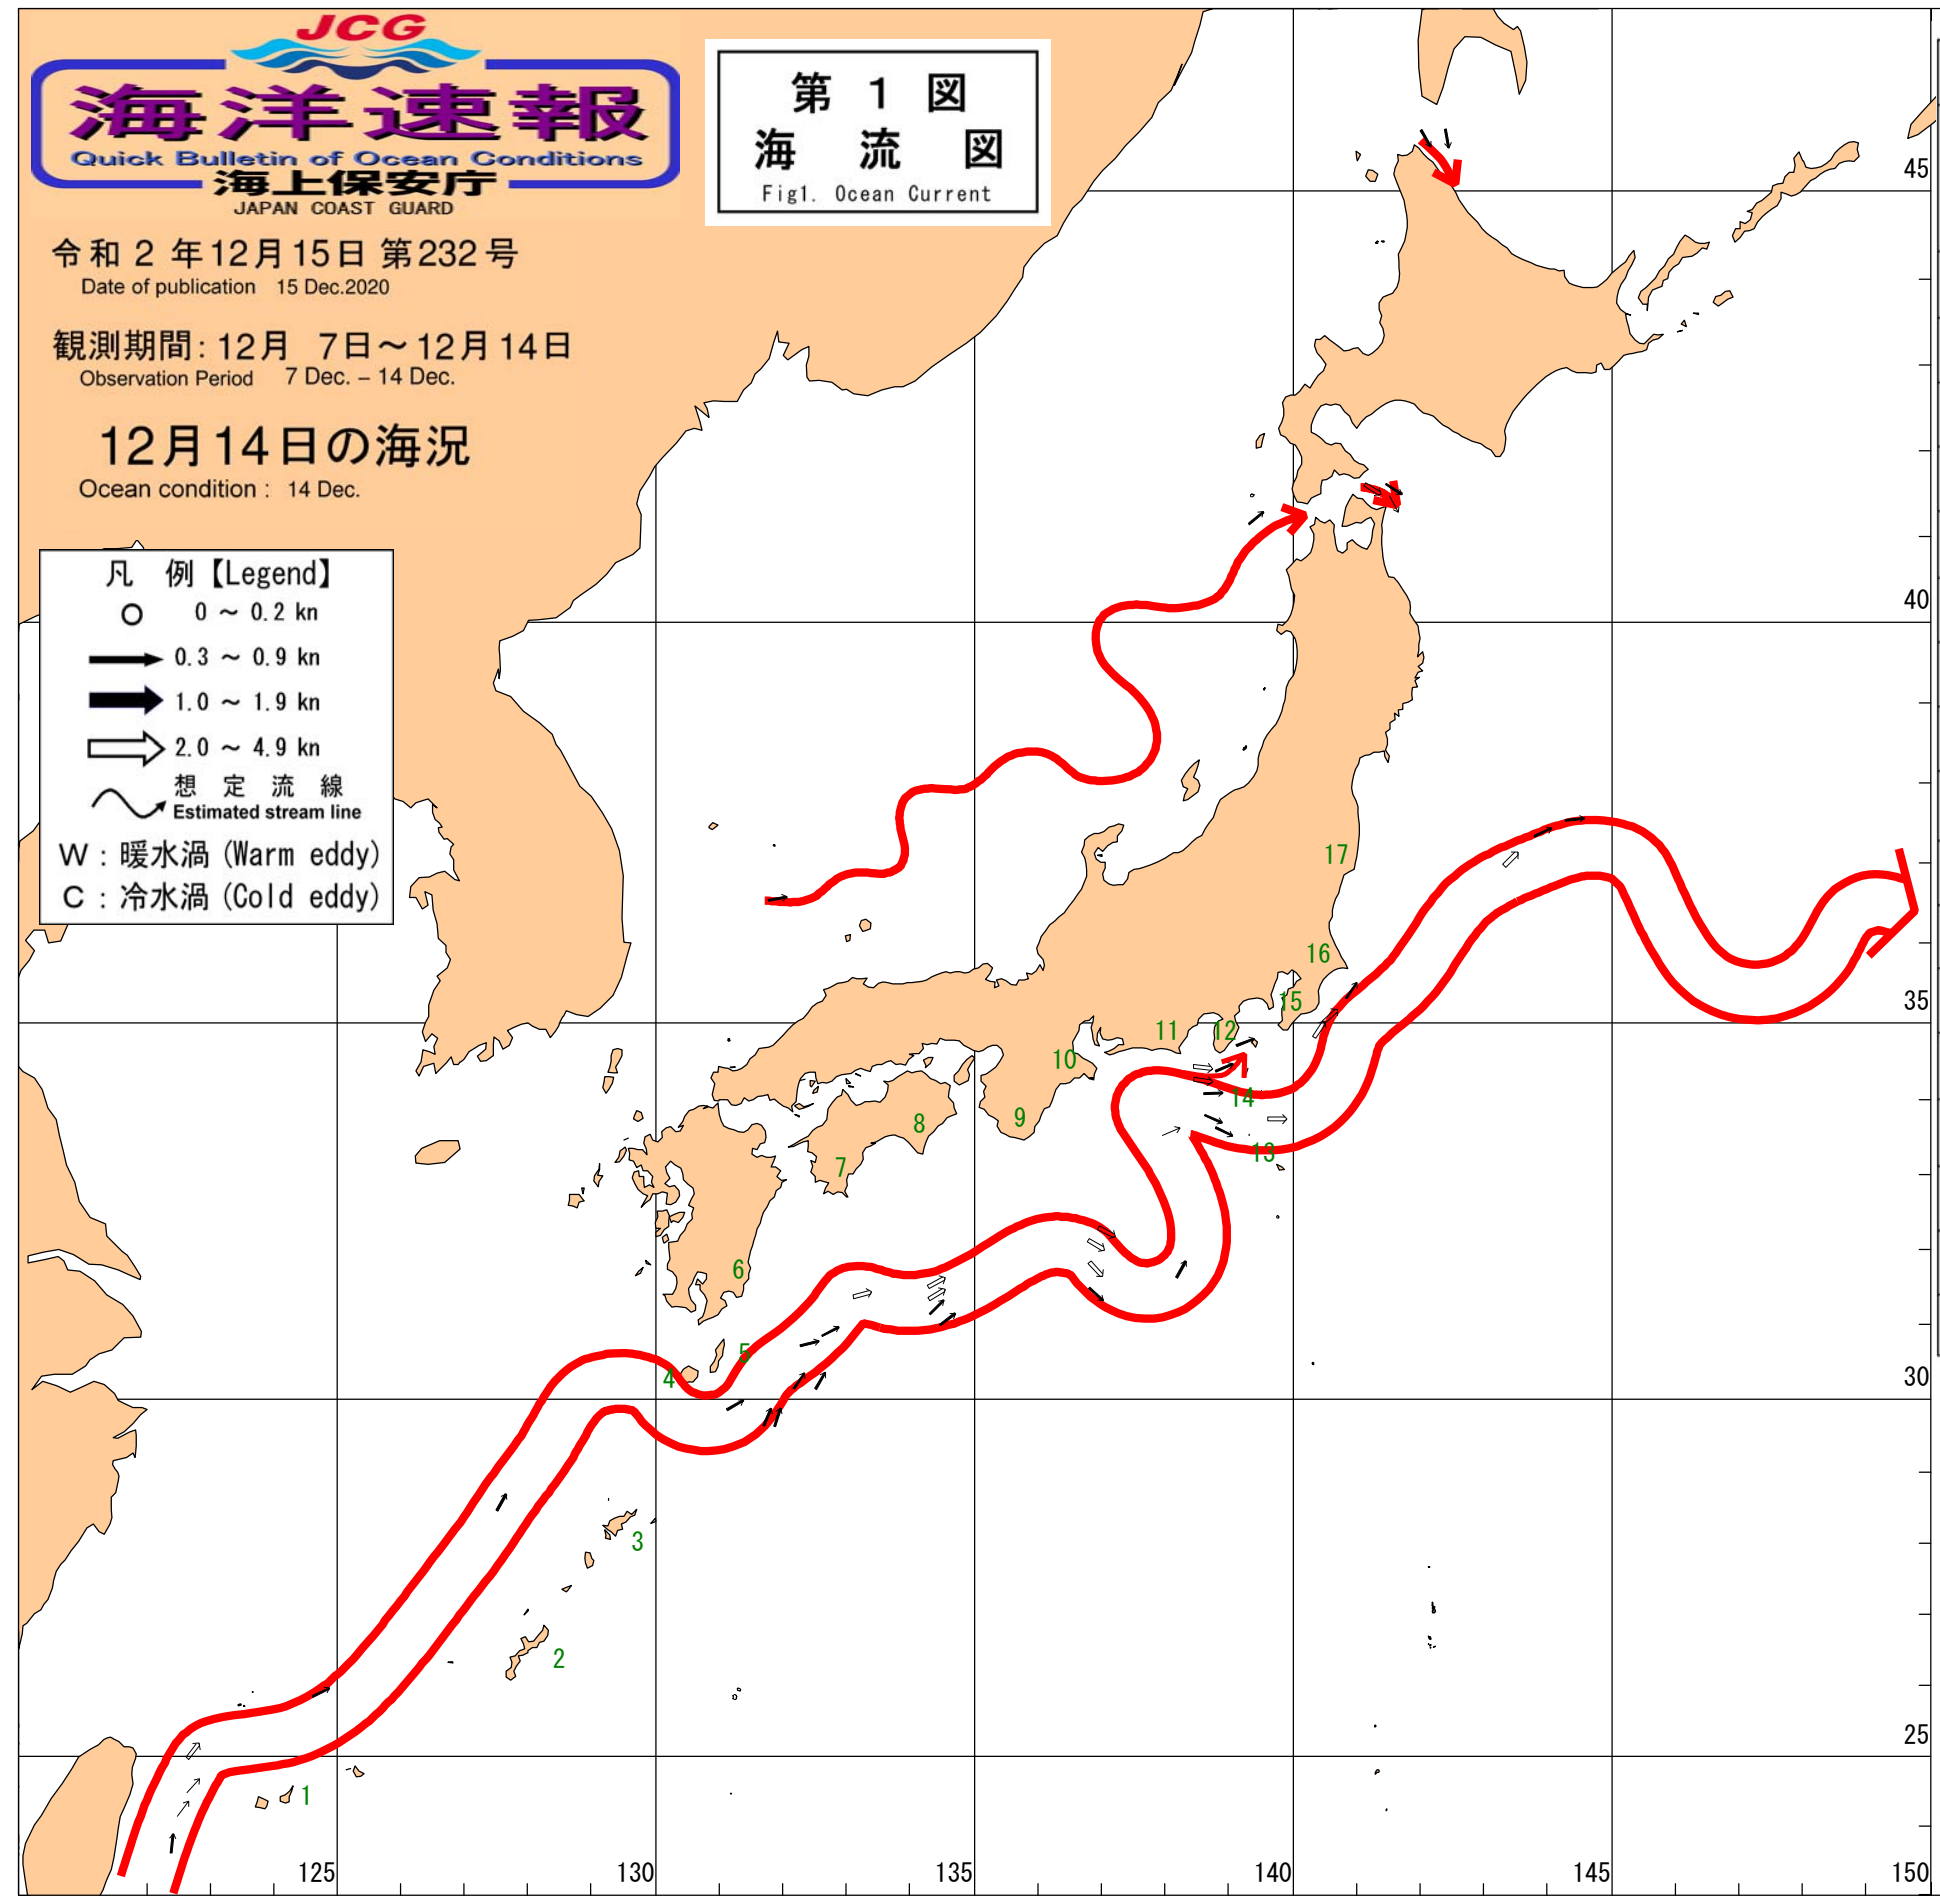 JCG
海洋速報
Quick Bulletin of Ocean Conditions
海上保安庁
JAPAN COAST GUARD
第 1 図
海 流 図
Fig1. Ocean Current
令和 2 年12月15日 第232号
Date of publication 15 Dec.2020
観測期間: 12月 7日～12月14日
Observation Period 7 Dec. – 14 Dec.
12月14日の海況
Ocean condition : 14 Dec.
凡 例【Legend】
0 ～ 0.2 kn
0.3 ～ 0.9 kn
1.0 ～ 1.9 kn
2.0 ～ 4.9 kn
想 定 流 線
Estimated stream line
W : 暖水渦 (Warm eddy)
C : 冷水渦 (Cold eddy)
45
40
17
16
35
15
11
12
10
14
9
8
13
7
6
5
4
30
3
2
25
1
125
130
135
140
145
150